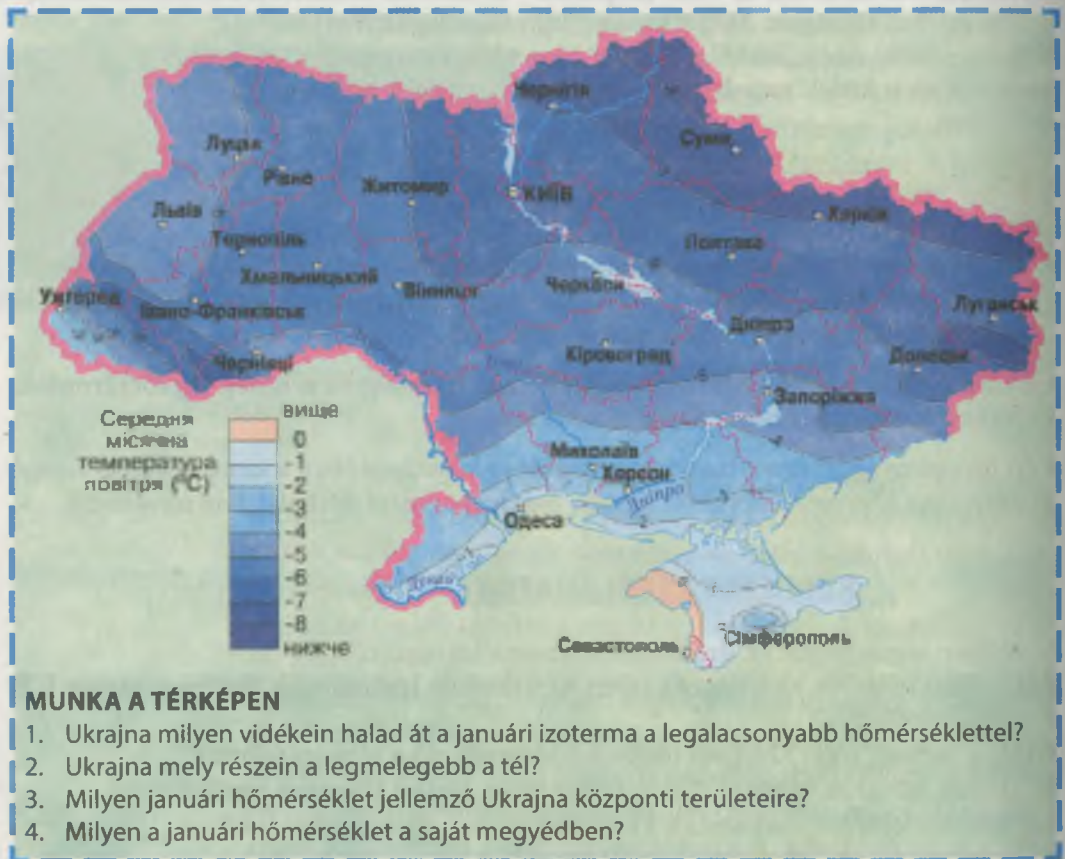 Чернігів
Суми
Луцьк
Рівне
Житомир
КИЇВ
Харків
Львів
Полтава
Тернопіль
Хмельницький
Вінниця
Черкаси
Ужгород
Івано-Франківськ
Луганськ
Дніпро
Чернівці
Кіровоград
Донецьк
Запоріжжя
Середня
місячна
температура
повітря (°C)
вище
0
-1
-2
-3
-4
-5
-6
-7
-8
нижче
Миколаїв
Херсон
Дніпро
Одеса
Дунай
Севастополь
Сімферополь
MUNKA A TÉRKÉPEN
1. Ukrajna milyen vidékein halad át a januári izoterma a legalacsonyabb hőmérséklettel?
2. Ukrajna mely részein a legmelegebb a tél?
3. Milyen januári hőmérséklet jellemző Ukrajna központi területeire?
4. Milyen a januári hőmérséklet a saját megyédben?